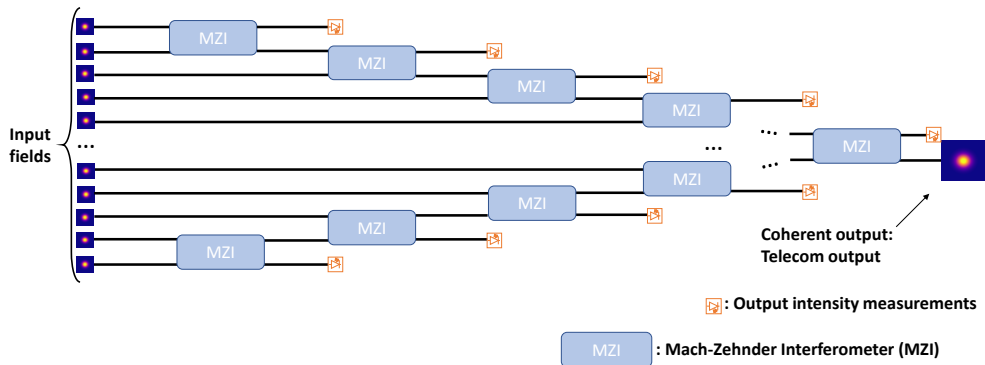 MZI
MZI
MZI
MZI
Input
fields
...
...
...
...
MZI
MZI
MZI
MZI
MZI
Coherent output:
Telecom output
: Output intensity measurements
MZI : Mach-Zehnder Interferometer (MZI)